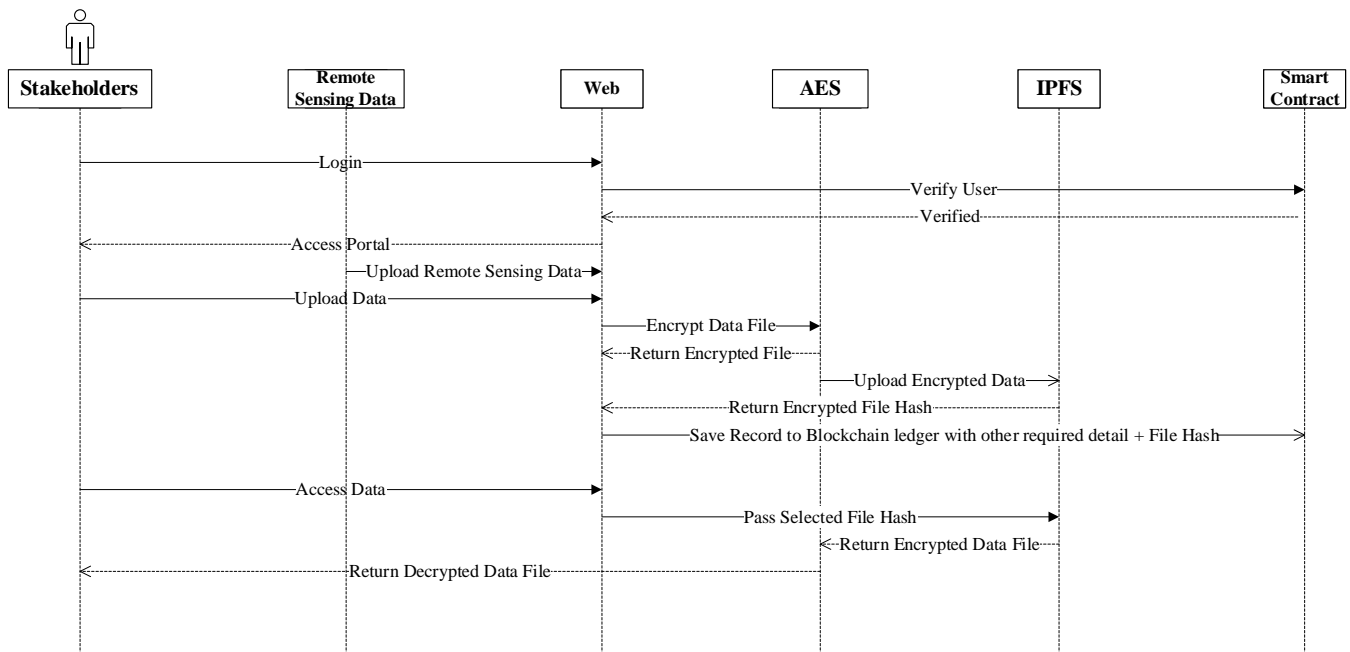 Stakeholders
Remote
Sensing Data
Web
AES
IPFS
Smart
Contract
Login
Verify User
Verified
Access Portal
Upload Remote Sensing Data
Upload Data
Encrypt Data File
Return Encrypted File
Upload Encrypted Data
Return Encrypted File Hash
Save Record to Blockchain ledger with other required detail + File Hash
Access Data
Pass Selected File Hash
Return Encrypted Data File
Return Decrypted Data File